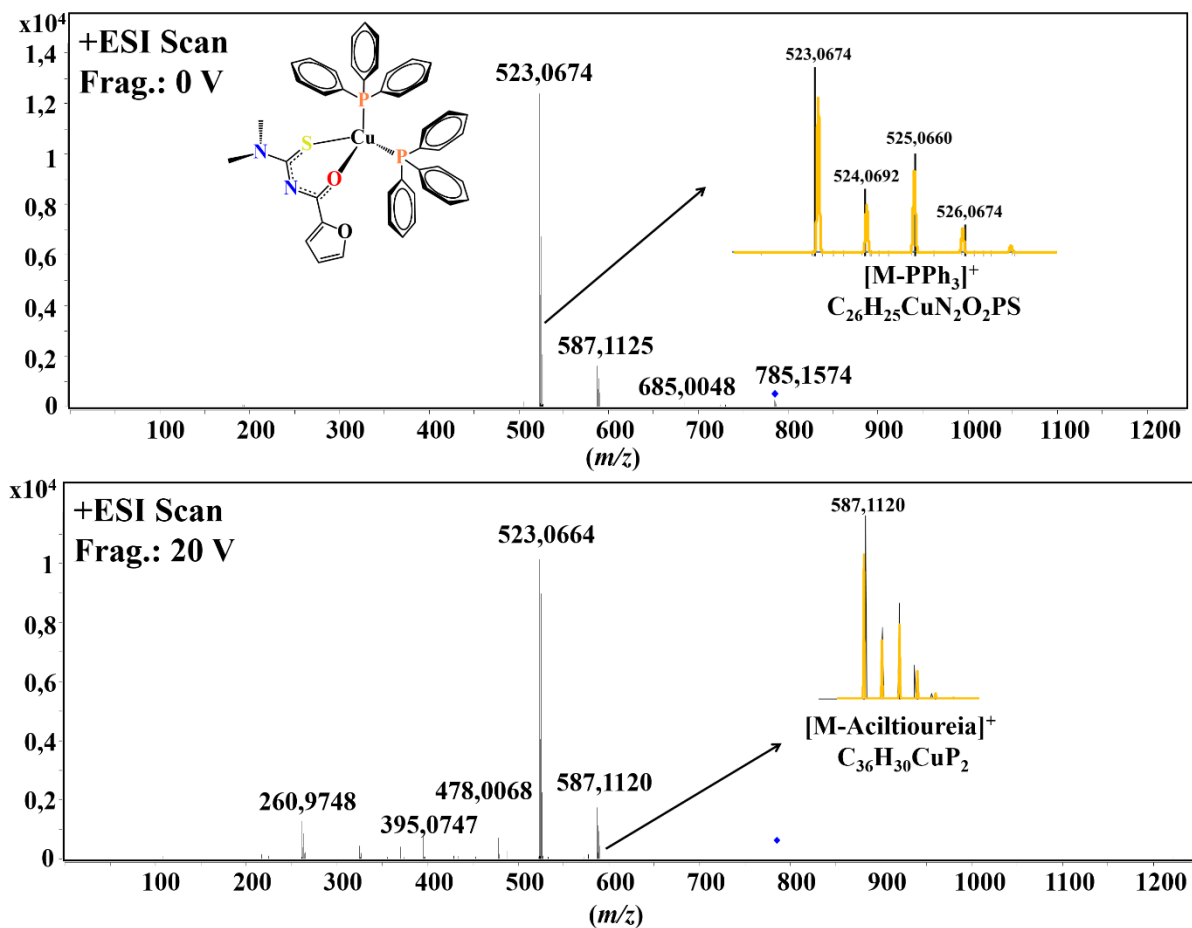 x10⁴
+ESI Scan
Frag.: 0 V
1,4
1,2
1
0,8
0,6
0,4
0,2
0
P
S
Cu
P
N
O
N
O
523,0674
587,1125
685,0048
785,1574
523,0674
524,0692
525,0660
526,0674
[M-PPh₃]⁺
C₂₆H₂₅CuN₂O₂PS
100 200 300 400 500 600 700 800 900 1000 1100 1200
(m/z)
x10⁴
+ESI Scan
Frag.: 20 V
1
0,8
0,6
0,4
0,2
0
523,0664
260,9748
395,0747
478,0068
587,1120
587,1120
[M-Aciltioureia]⁺
C₃₆H₃₀CuP₂
100 200 300 400 500 600 700 800 900 1000 1100 1200
(m/z)